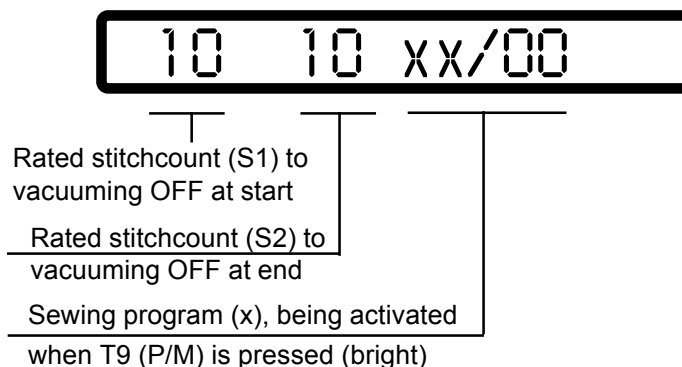 10 10 xx/00
Rated stitchcount (S1) to
vacuuming OFF at start
Rated stitchcount (S2) to
vacuuming OFF at end
Sewing program (x), being activated
when T9 (P/M) is pressed (bright)